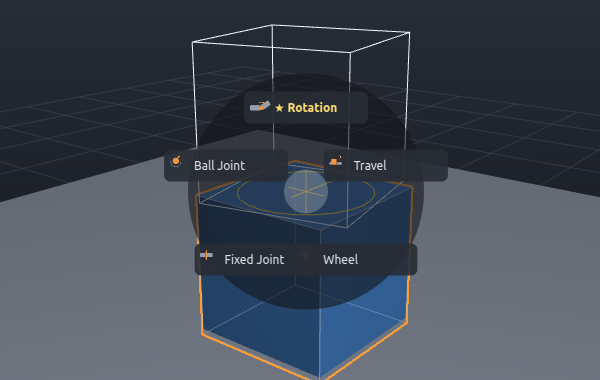 ★ Rotation
Ball Joint
Travel
Fixed Joint
Wheel